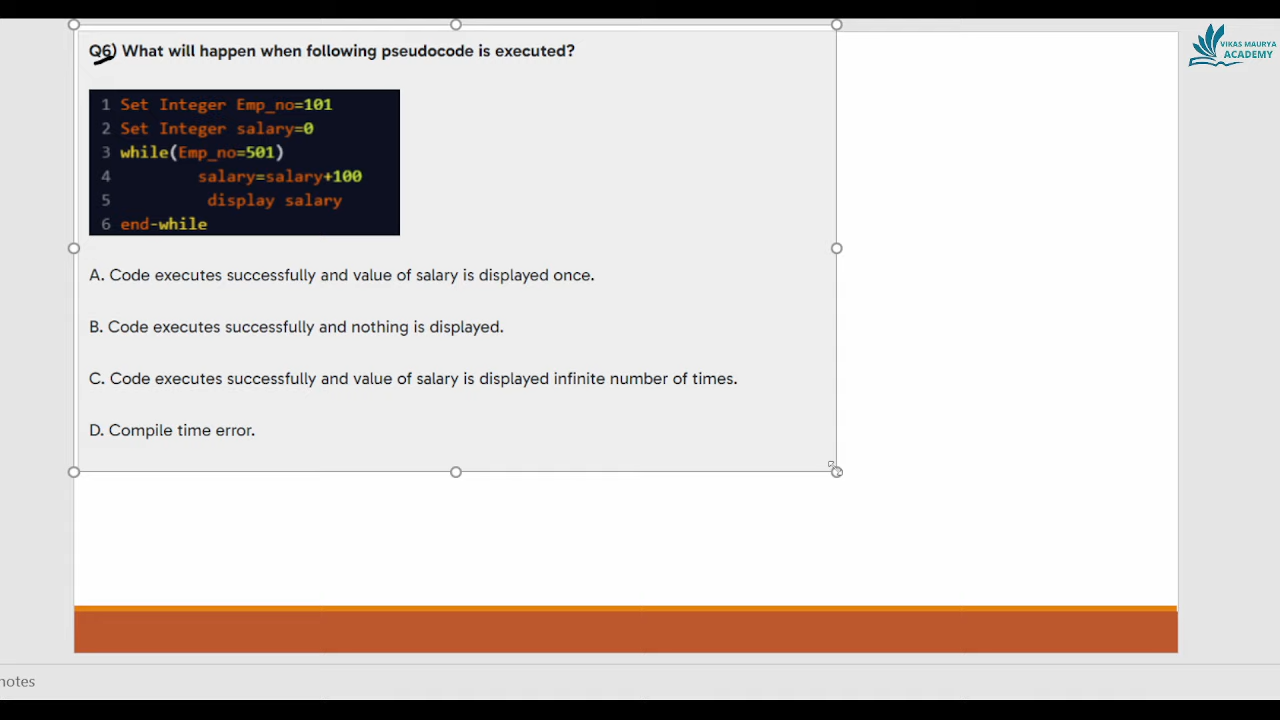 Q6) What will happen when following pseudocode is executed?
VIKAS MAURYA
ACADEMY
1 Set Integer Emp_no=101
2 Set Integer salary=0
3 while(Emp_no=501)
4 salary=salary+100
5 display salary
6 end-while
A. Code executes successfully and value of salary is displayed once.
B. Code executes successfully and nothing is displayed.
C. Code executes successfully and value of salary is displayed infinite number of times.
D. Compile time error.
notes